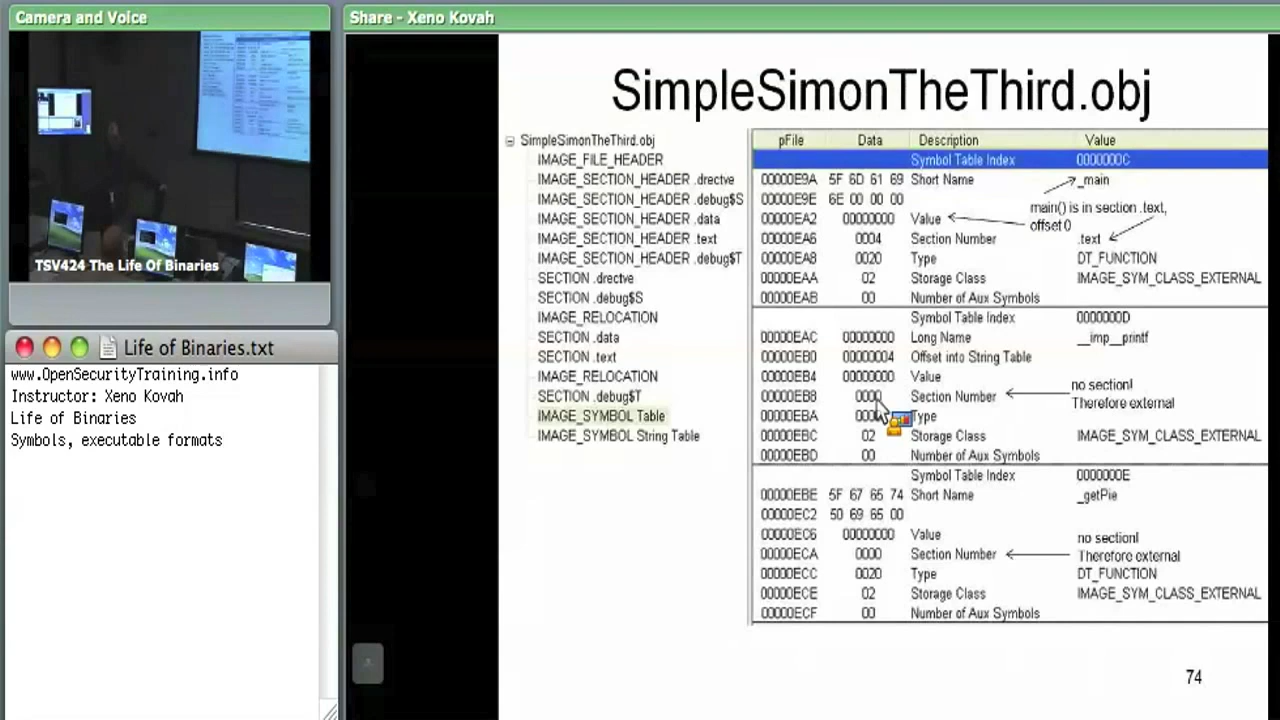 Camera and Voice
TSV424 The Life Of Binaries
Life of Binaries.txt
www.OpenSecurityTraining.info
Instructor: Xeno Kovah
Life of Binaries
Symbols, executable formats
Share - Xeno Kovah
SimpleSimonTheThird.obj
SimpleSimonTheThird.obj
IMAGE_FILE_HEADER
IMAGE_SECTION_HEADER .drectve
IMAGE_SECTION_HEADER .debug$S
IMAGE_SECTION_HEADER .data
IMAGE_SECTION_HEADER .text
IMAGE_SECTION_HEADER .debug$T
SECTION .drectve
SECTION .debug$S
IMAGE_RELOCATION
SECTION .data
SECTION .text
IMAGE_RELOCATION
SECTION .debug$T
IMAGE_SYMBOL Table
IMAGE_SYMBOL String Table
pFile Data Description Value
Symbol Table Index 0000000C
00000E9A 5F 6D 61 69 Short Name _main
00000E9E 6E 00 00 00
main() is in section .text,
offset 0
00000EA2 00000000 Value
00000EA6 0004 Section Number .text
00000EA8 0020 Type DT_FUNCTION
00000EAA 02 Storage Class IMAGE_SYM_CLASS_EXTERNAL
00000EAB 00 Number of Aux Symbols
Symbol Table Index 0000000D
00000EAC 00000000 Long Name __imp__printf
00000EB0 00000004 Offset into String Table
00000EB4 00000000 Value
no section!
Therefore external
00000EB8 0000 Section Number
00000EBA Type
00000EBC 02 Storage Class IMAGE_SYM_CLASS_EXTERNAL
00000EBD 00 Number of Aux Symbols
Symbol Table Index 0000000E
00000EBE 5F 67 65 74 Short Name _getPie
00000EC2 50 69 65 00
00000EC6 00000000 Value
no section!
Therefore external
00000ECA 0000 Section Number
00000ECC 0020 Type DT_FUNCTION
00000ECE 02 Storage Class IMAGE_SYM_CLASS_EXTERNAL
00000ECF 00 Number of Aux Symbols
74